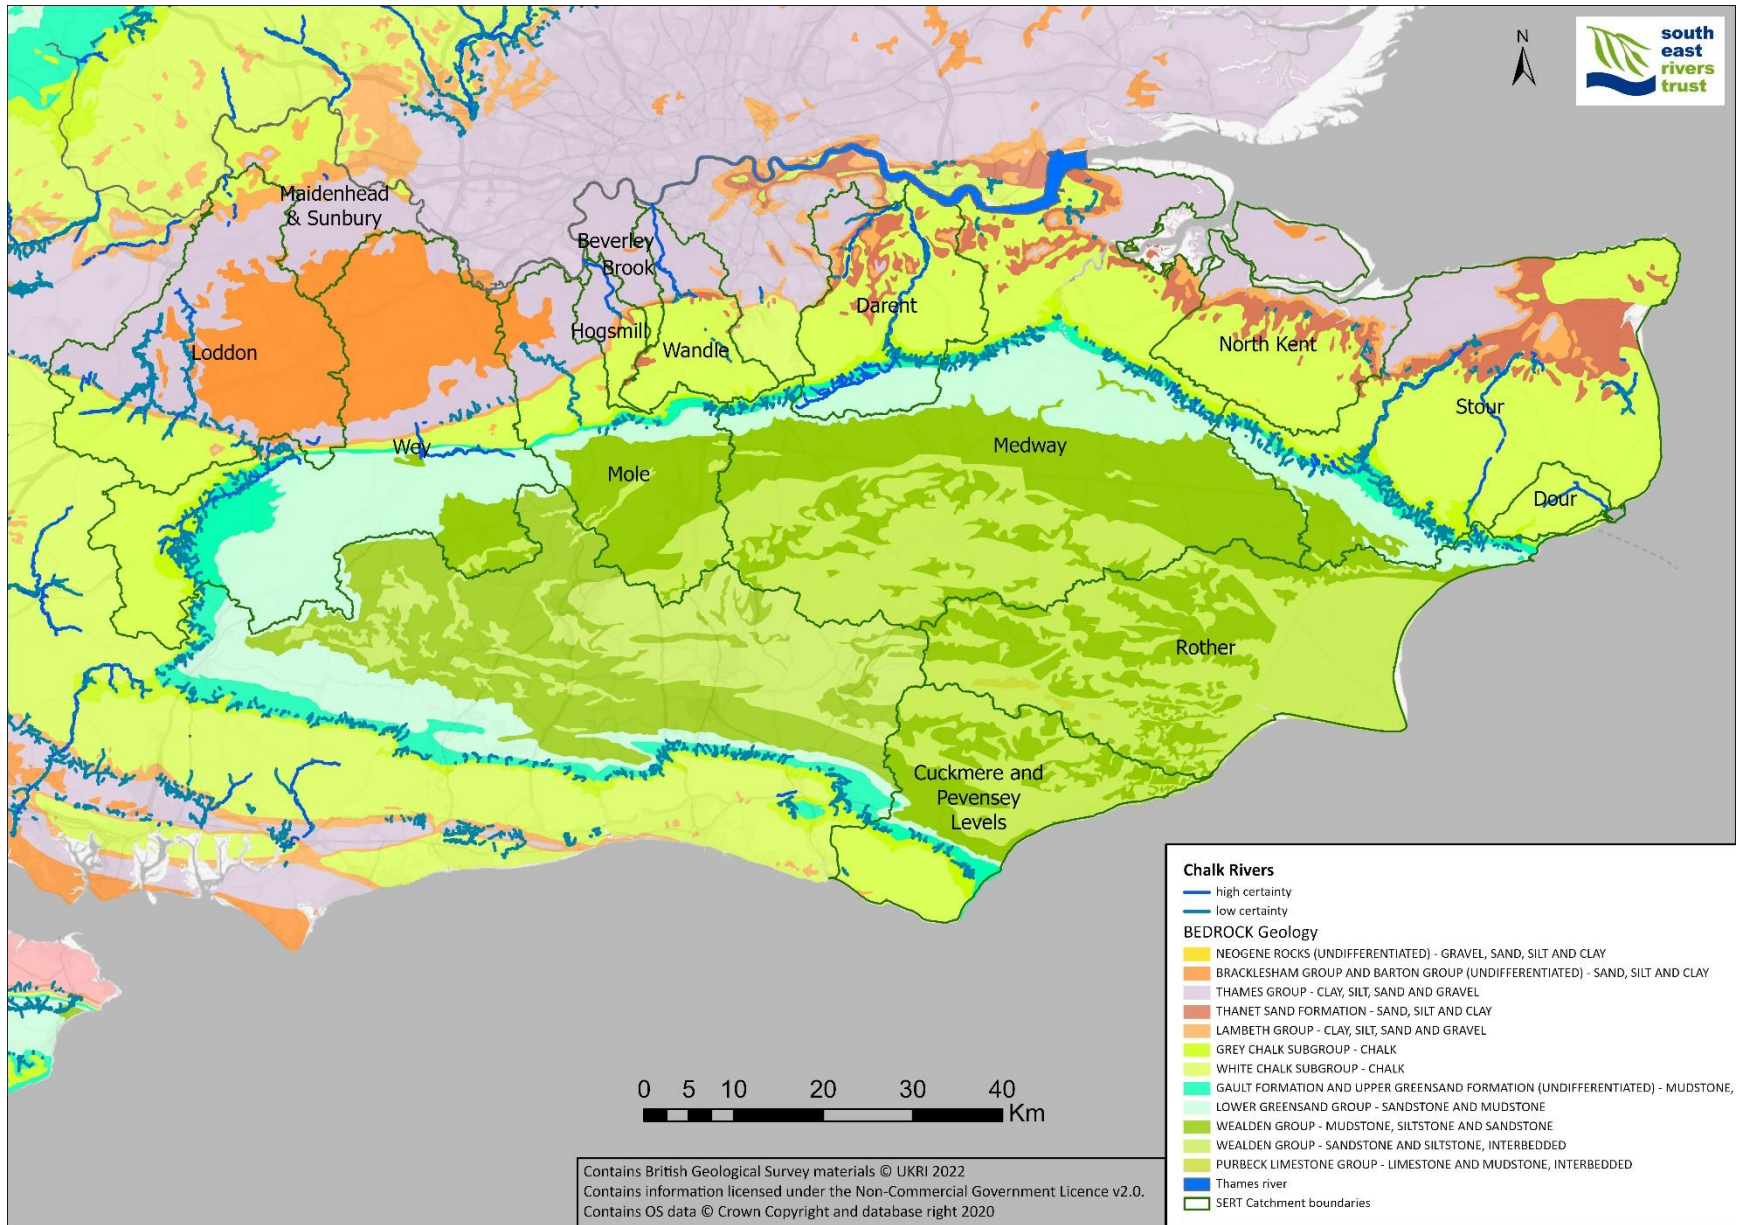 N
south
east
rivers
trust
Maidenhead
& Sunbury
Beverley
Brook
Loddon
Hogsmill
Wandle
Darent
North Kent
Stour
Wey
Mole
Medway
Dour
Rother
Cuckmere and
Pevensey
Levels
0 5 10 20 30 40
Km
Chalk Rivers
high certainty
low certainty
BEDROCK Geology
NEOGENE ROCKS (UNDIFFERENTIATED) - GRAVEL, SAND, SILT AND CLAY
BRACKLESHAM GROUP AND BARTON GROUP (UNDIFFERENTIATED) - SAND, SILT AND CLAY
THAMES GROUP - CLAY, SILT, SAND AND GRAVEL
THANET SAND FORMATION - SAND, SILT AND CLAY
LAMBETH GROUP - CLAY, SILT, SAND AND GRAVEL
GREY CHALK SUBGROUP - CHALK
WHITE CHALK SUBGROUP - CHALK
GAULT FORMATION AND UPPER GREENSAND FORMATION (UNDIFFERENTIATED) - MUDSTONE,
LOWER GREENSAND GROUP - SANDSTONE AND MUDSTONE
WEALDEN GROUP - MUDSTONE, SILTSTONE AND SANDSTONE
WEALDEN GROUP - SANDSTONE AND SILTSTONE, INTERBEDDED
PURBECK LIMESTONE GROUP - LIMESTONE AND MUDSTONE, INTERBEDDED
Thames river
SERT Catchment boundaries
Contains British Geological Survey materials © UKRI 2022
Contains information licensed under the Non-Commercial Government Licence v2.0.
Contains OS data © Crown Copyright and database right 2020